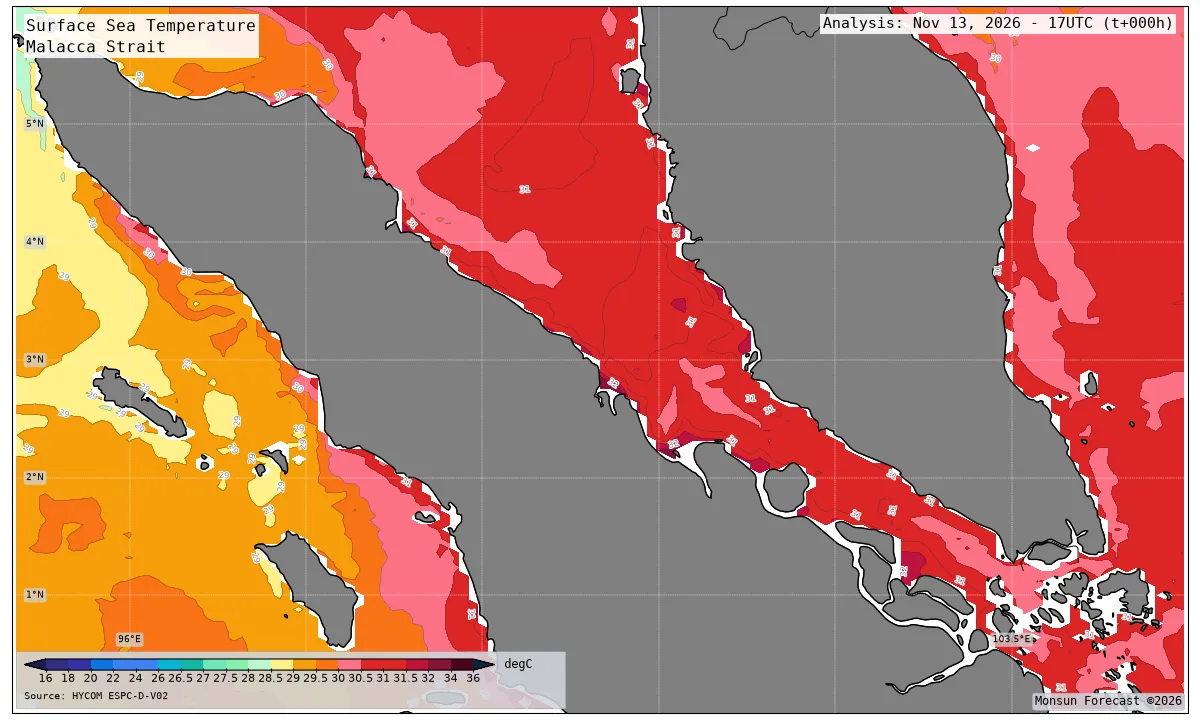 Surface Sea Temperature
Malacca Strait
Analysis: Nov 13, 2026 - 17UTC (t+000h)
5°N
4°N
3°N
2°N
1°N
96°E
103.5°E
degC
16 18 20 22 24 26 26.5 27 27.5 28 28.5 29 29.5 30 30.5 31 31.5 32 34 36
Source: HYCOM ESPC-D-V02
Monsun Forecast ©2026